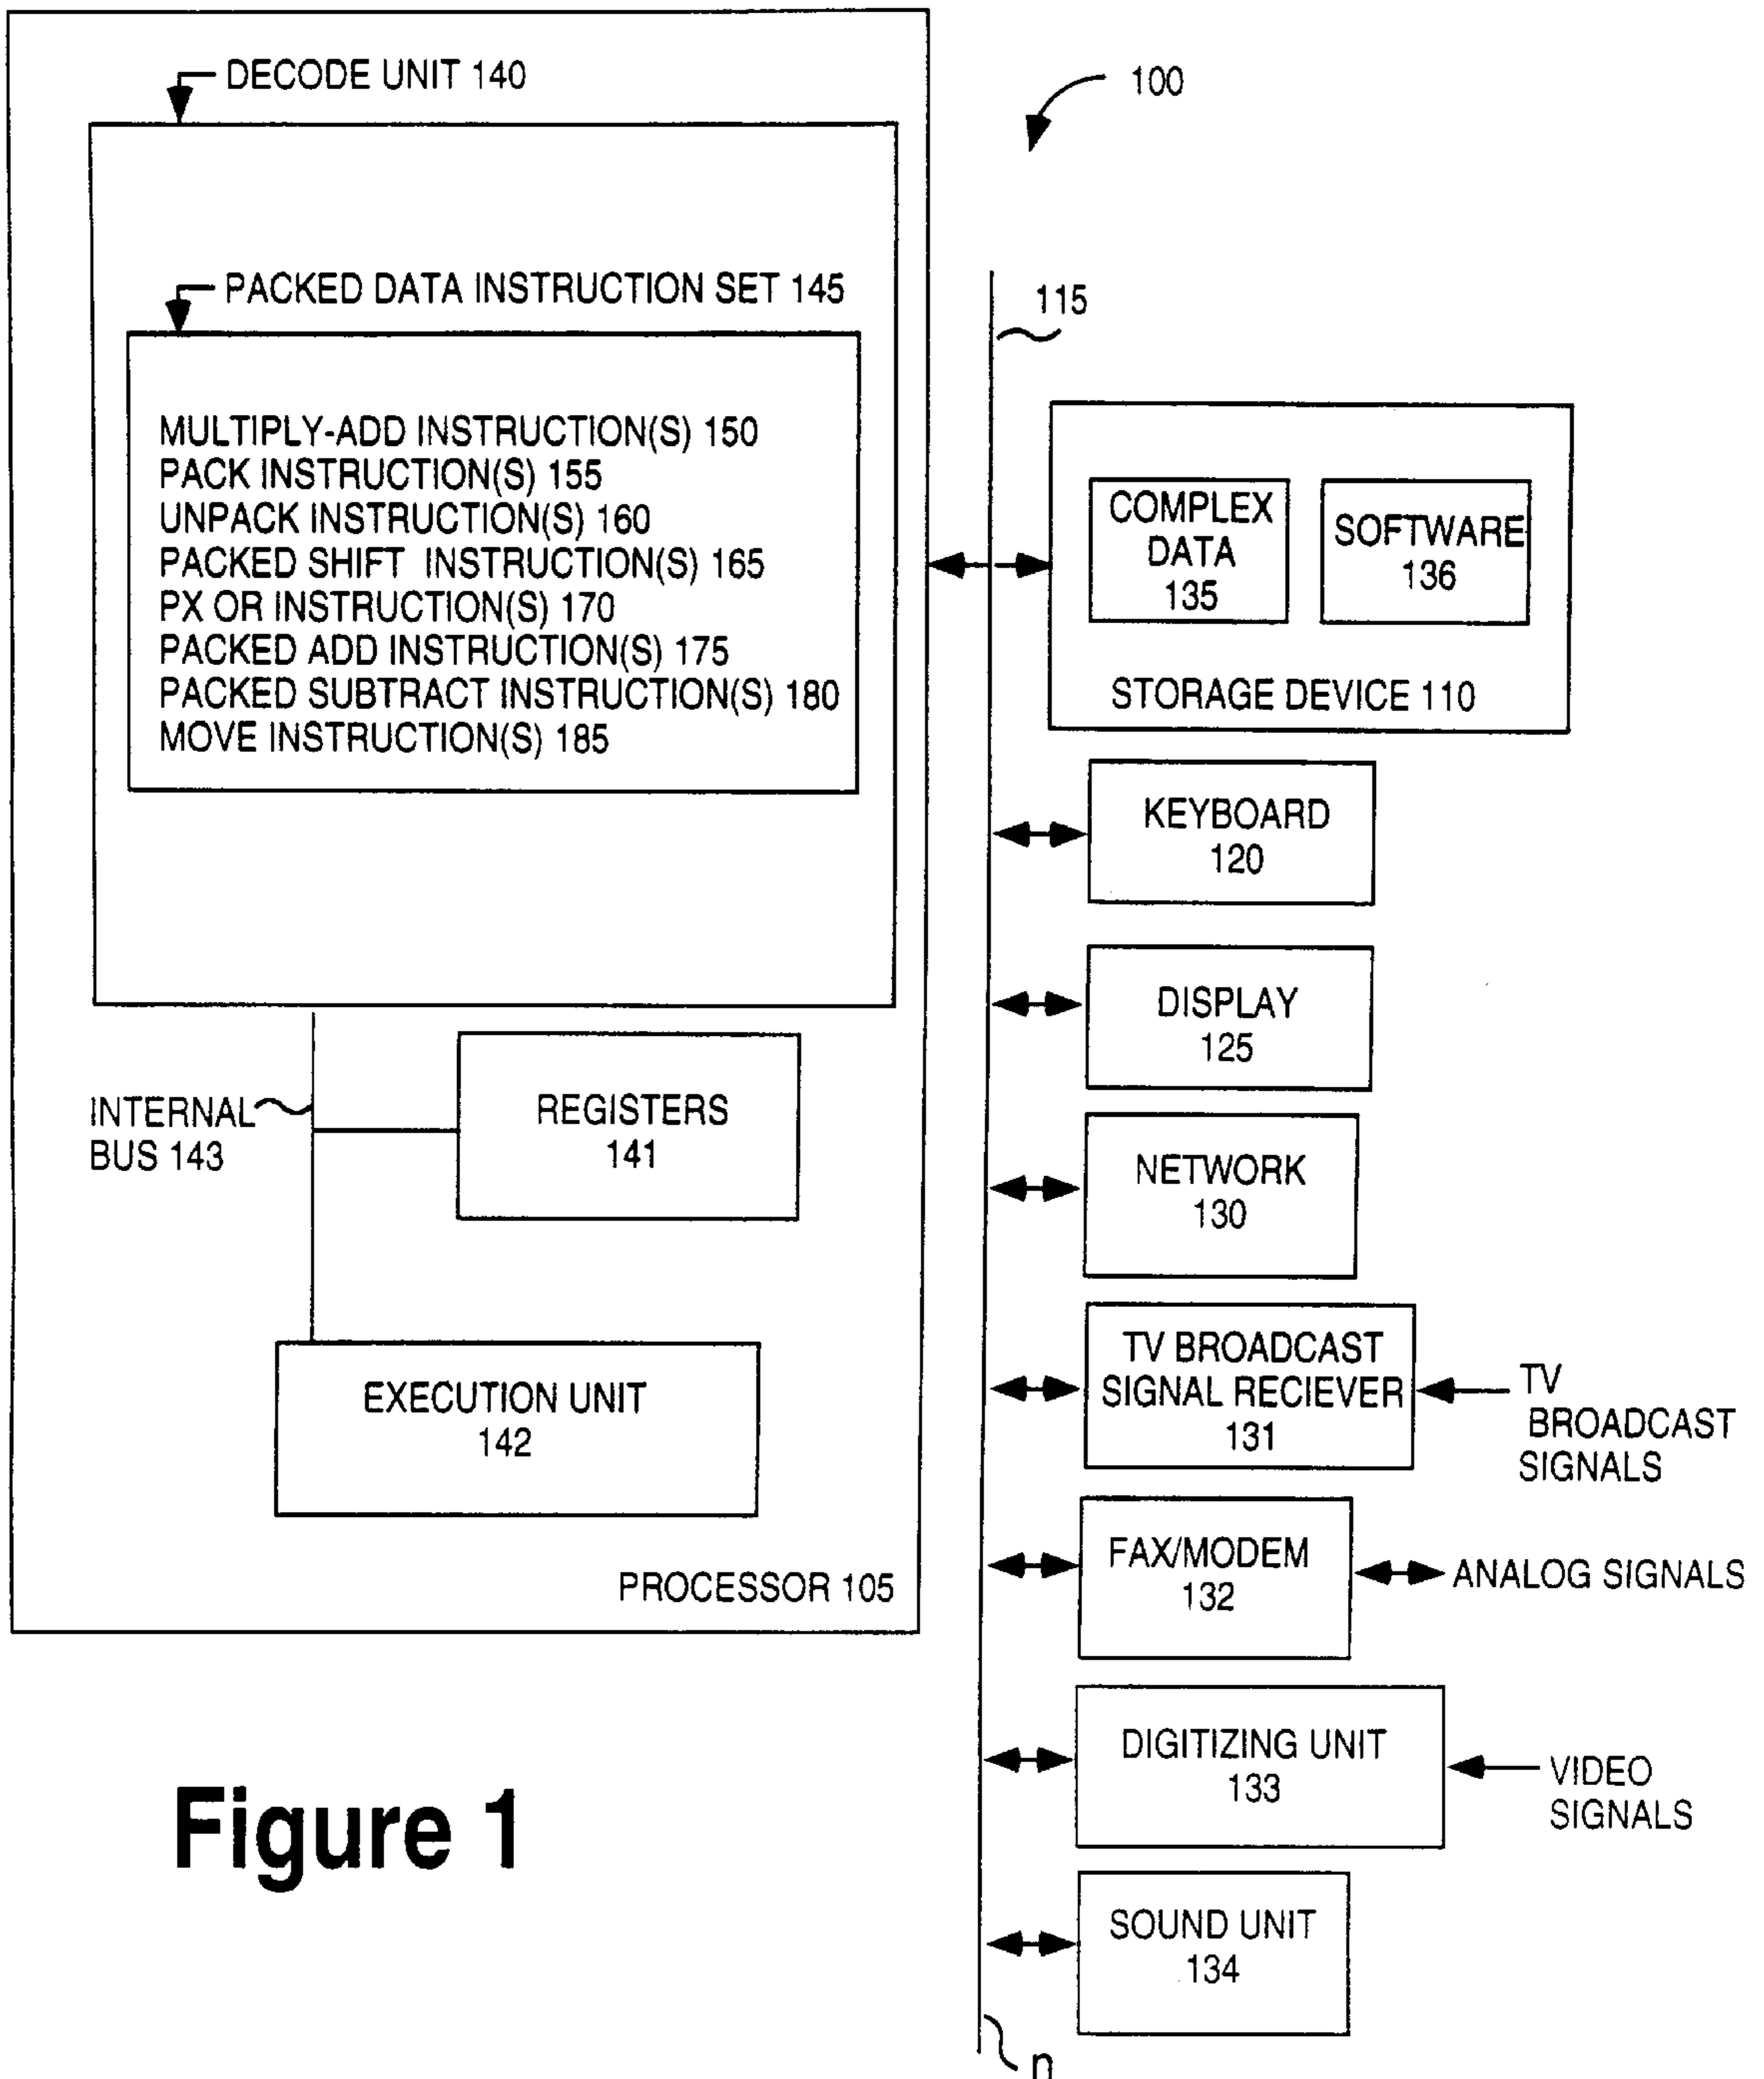 DECODE UNIT 140
100
PACKED DATA INSTRUCTION SET 145
115
MULTIPLY-ADD INSTRUCTION(S) 150
PACK INSTRUCTION(S) 155
UNPACK INSTRUCTION(S) 160
PACKED SHIFT INSTRUCTION(S) 165
PX OR INSTRUCTION(S) 170
PACKED ADD INSTRUCTION(S) 175
PACKED SUBTRACT INSTRUCTION(S) 180
MOVE INSTRUCTION(S) 185
COMPLEX
DATA
135
SOFTWARE
136
STORAGE DEVICE 110
KEYBOARD
120
DISPLAY
125
INTERNAL
BUS 143
REGISTERS
141
NETWORK
130
EXECUTION UNIT
142
TV BROADCAST
SIGNAL RECIEVER
131
TV
BROADCAST
SIGNALS
FAX/MODEM
132
ANALOG SIGNALS
PROCESSOR 105
DIGITIZING UNIT
133
VIDEO
SIGNALS
Figure 1
SOUND UNIT
134
n